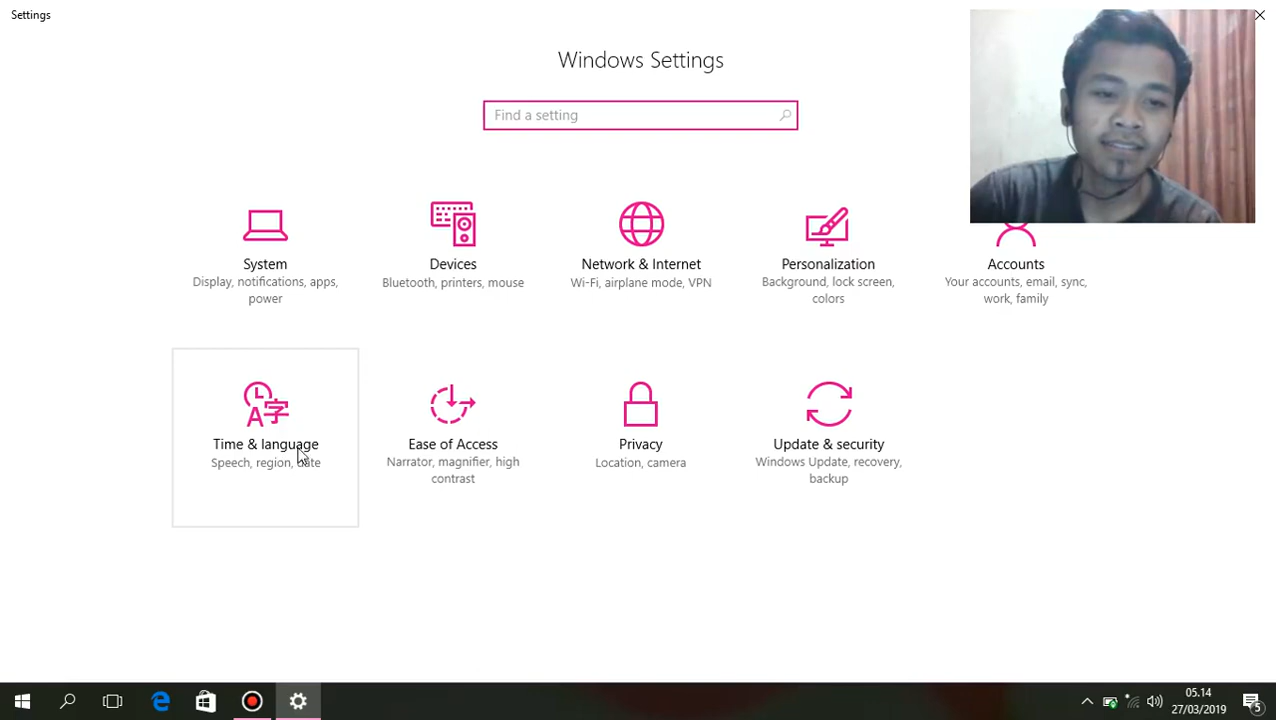 Settings
Windows Settings
Find a setting
System
Display, notifications, apps,
power
Devices
Bluetooth, printers, mouse
Network & Internet
Wi-Fi, airplane mode, VPN
Personalization
Background, lock screen,
colors
Accounts
Your accounts, email, sync,
work, family
Time & language
Speech, region, date
Ease of Access
Narrator, magnifier, high
contrast
Privacy
Location, camera
Update & security
Windows Update, recovery,
backup
05.14
27/03/2019
5